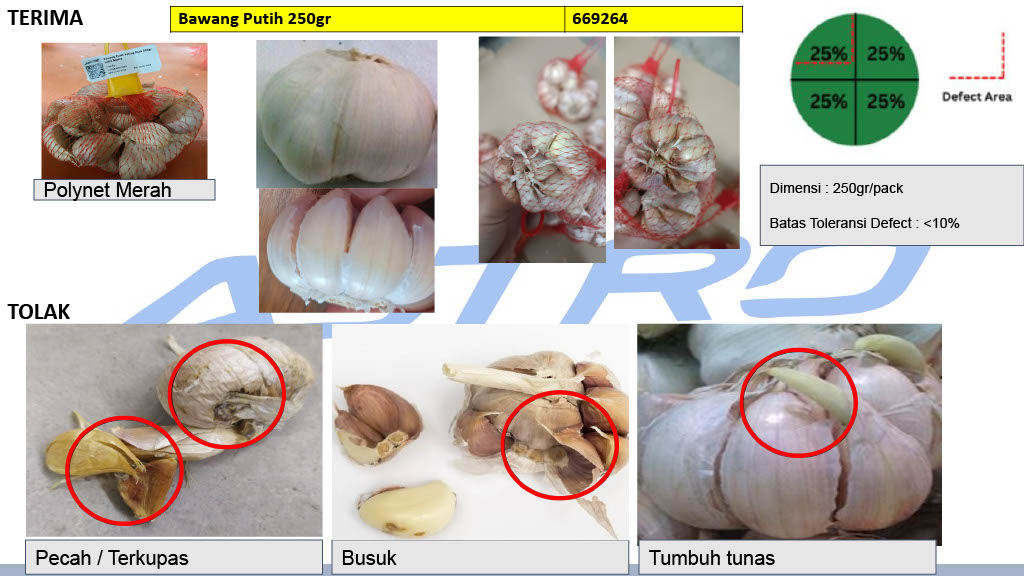 TERIMA
Bawang Putih 250gr 669264
25% 25%
25% 25%
Defect Area
Polynet Merah
Dimensi : 250gr/pack
Batas Toleransi Defect : <10%
ASTRO
TOLAK
Pecah / Terkupas
Busuk
Tumbuh tunas